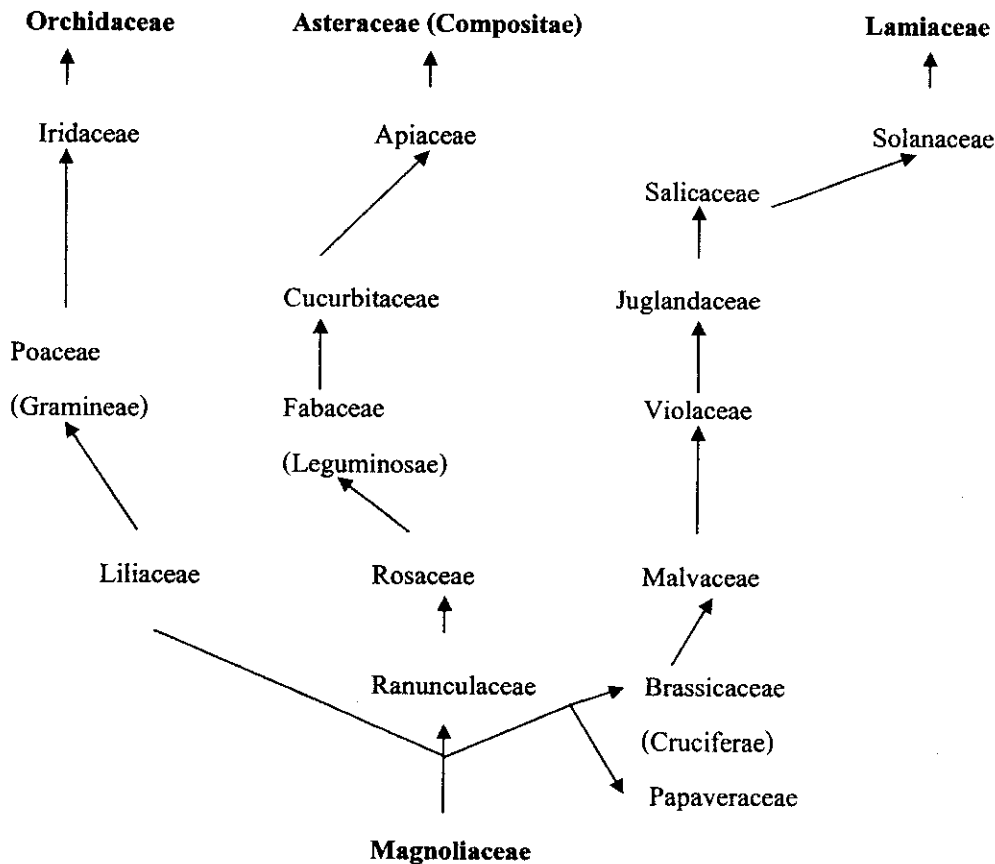 Orchidaceae
Asteraceae (Compositae)
Lamiaceae
Iridaceae
Apiaceae
Solanaceae
Salicaceae
Cucurbitaceae
Juglandaceae
Poaceae
(Gramineae)
Fabaceae
(Leguminosae)
Violaceae
Liliaceae
Rosaceae
Malvaceae
Ranunculaceae
Brassicaceae
(Cruciferae)
Papaveraceae
Magnoliaceae